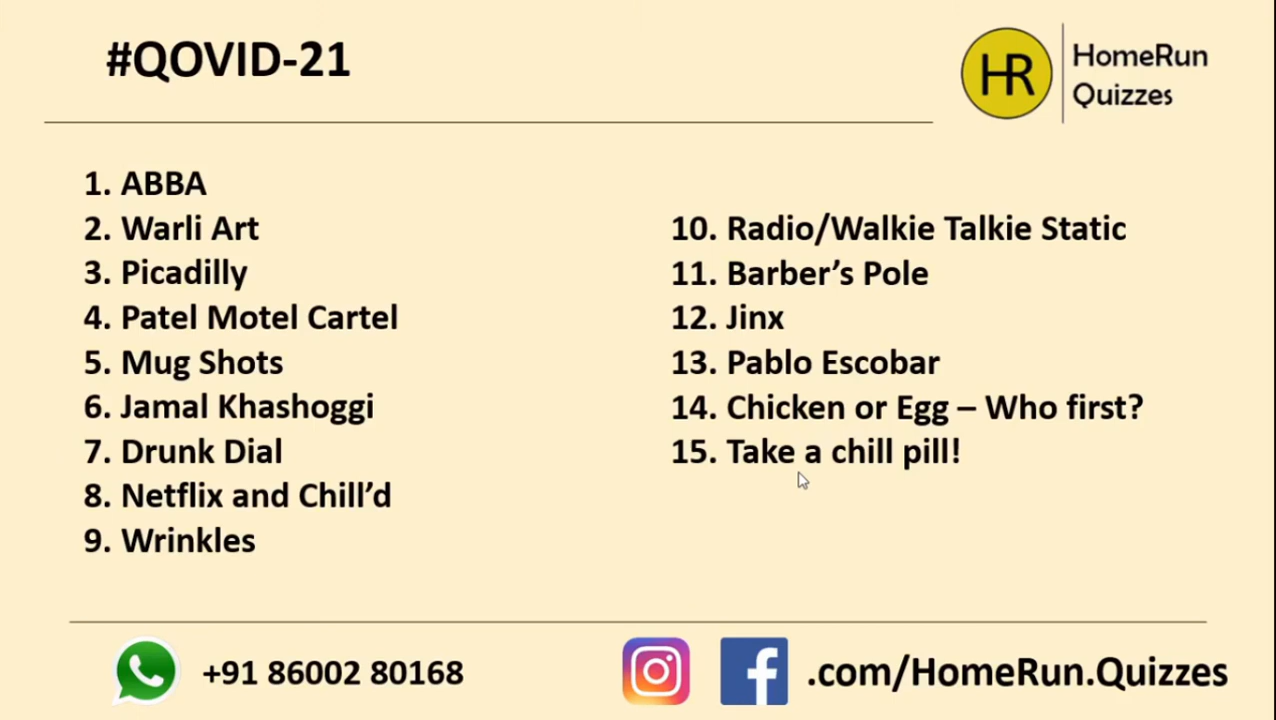 #QOVID-21
HR
HomeRun
Quizzes
1. ABBA
2. Warli Art
3. Picadilly
4. Patel Motel Cartel
5. Mug Shots
6. Jamal Khashoggi
7. Drunk Dial
8. Netflix and Chill’d
9. Wrinkles
10. Radio/Walkie Talkie Static
11. Barber’s Pole
12. Jinx
13. Pablo Escobar
14. Chicken or Egg – Who first?
15. Take a chill pill!
+91 86002 80168
.com/HomeRun.Quizzes